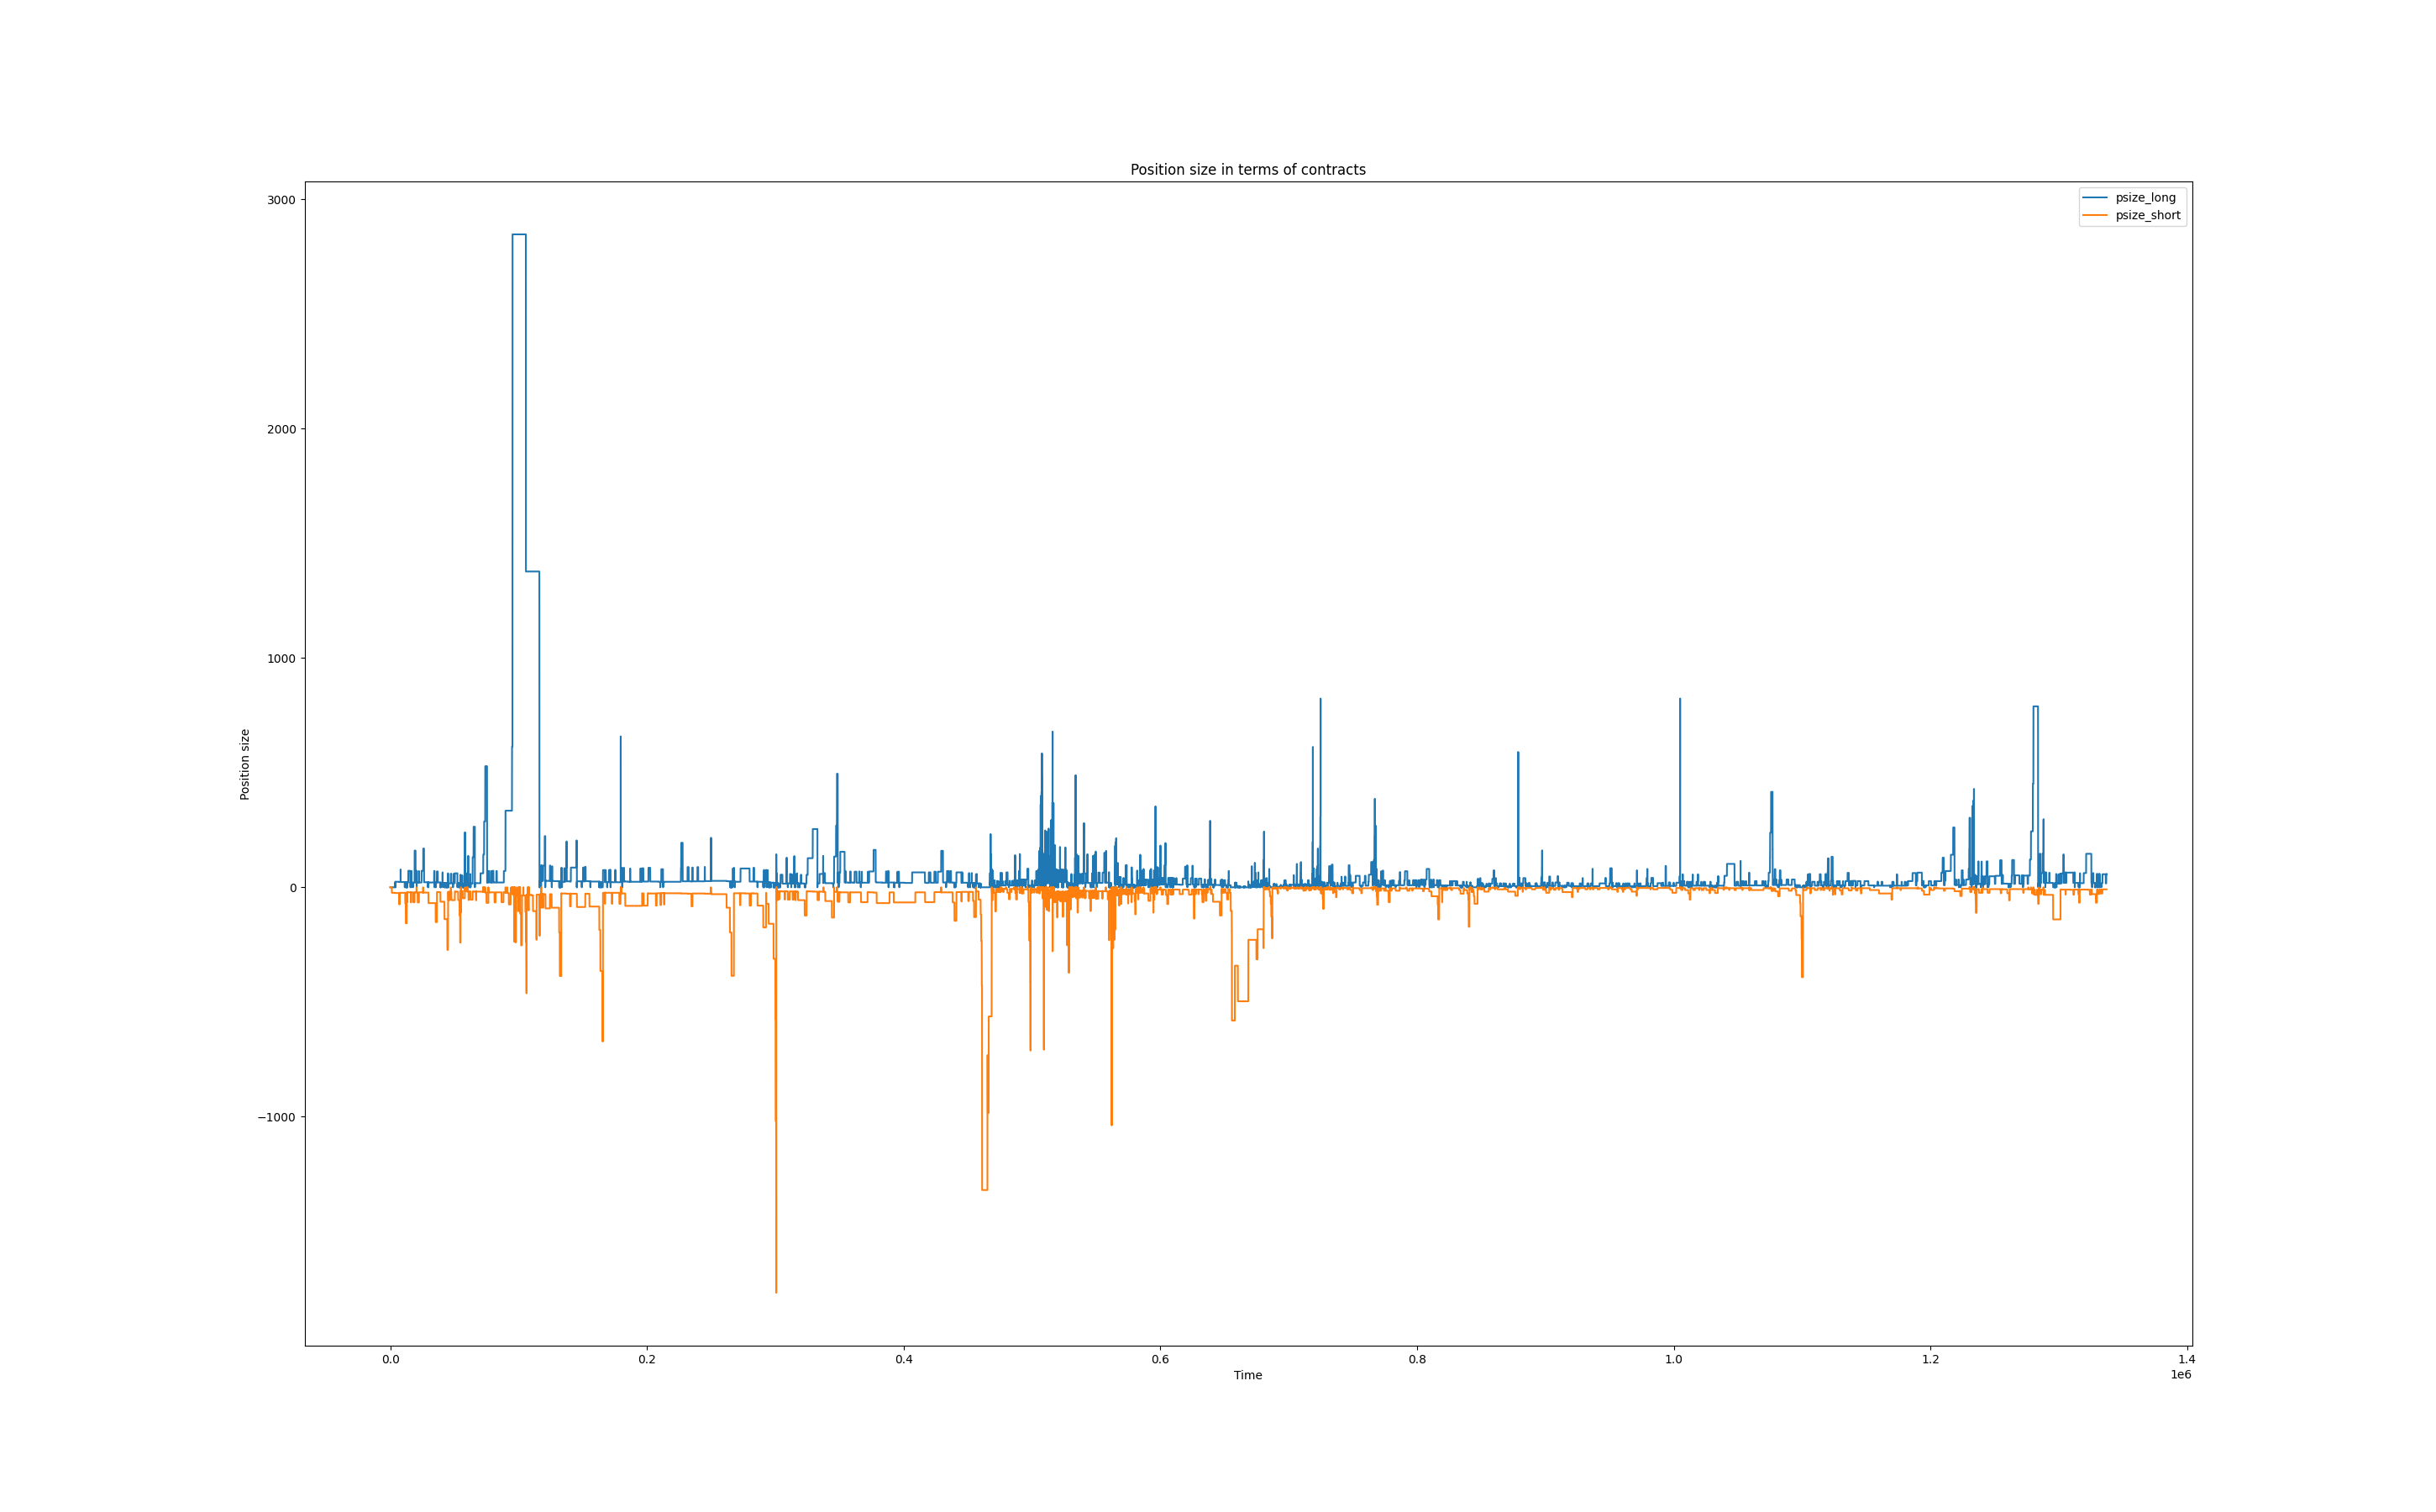 Position size in terms of contracts
psize_long
psize_short
3000
2000
1000
0
−1000
Position size
0.0 0.2 0.4 0.6 0.8 1.0 1.2 1.4
Time
1e6